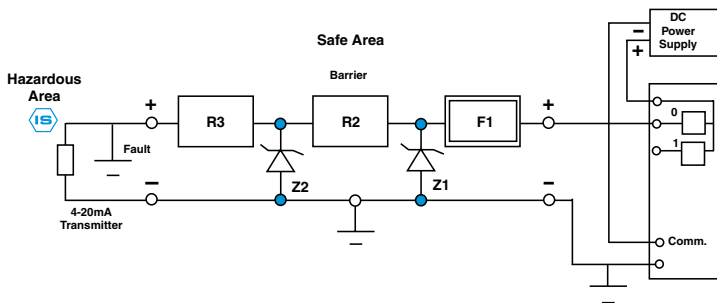 DC
Power
Supply
−
+
Safe Area
Barrier
Hazardous
Area
IS
+
R3
R2
F1
+
0
1
Fault
Z2
Z1
−
−
4-20mA
Transmitter
Comm.